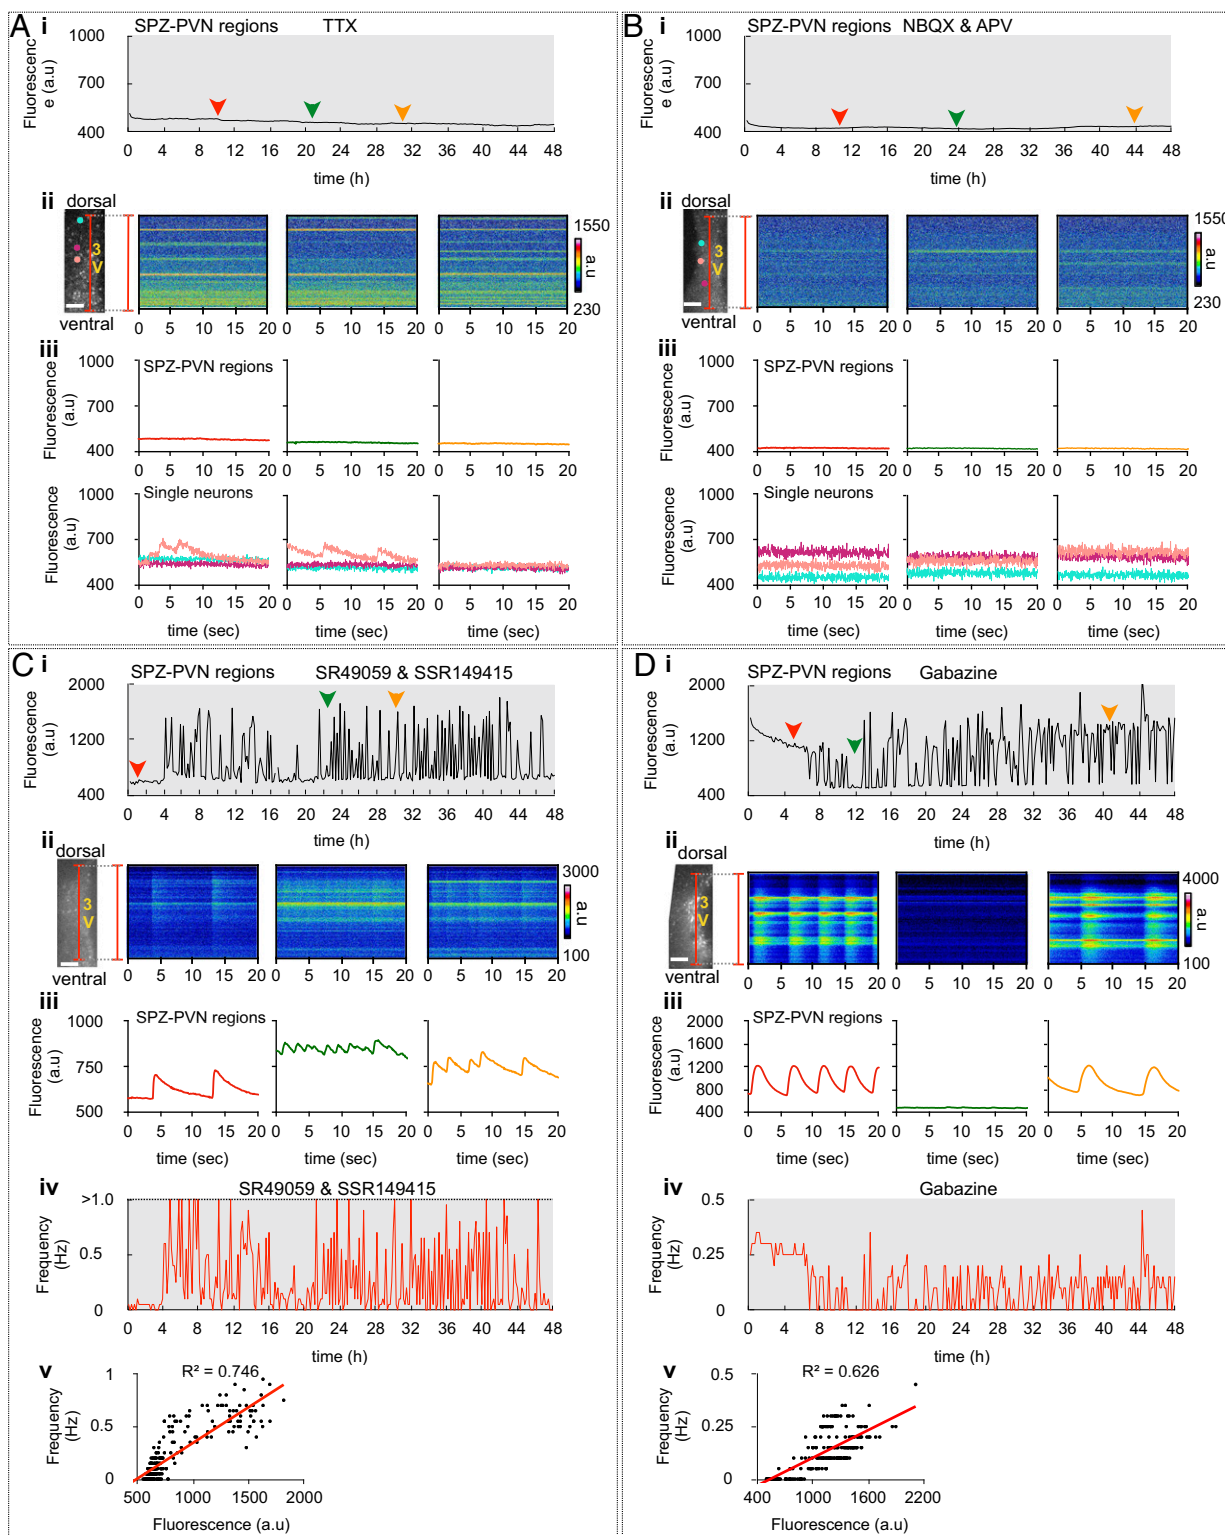 A i SPZ-PVN regions TTX
Fluorescenc
e (a.u)
1000
700
400
0 4 8 12 16 20 24 28 32 36 40 44 48
time (h)
ii dorsal
3
V
ventral
0 5 10 15 20 0 5 10 15 20 0 5 10 15 20
1550
a.u
230
iii
Fluorescence
(a.u)
1000
700
400
SPZ-PVN regions
0 5 10 15 20 0 5 10 15 20 0 5 10 15 20
Fluorescence
(a.u)
1000
700
400
Single neurons
0 5 10 15 20 0 5 10 15 20 0 5 10 15 20
time (sec) time (sec) time (sec)
B i SPZ-PVN regions NBQX & APV
Fluorescenc
e (a.u)
1000
700
400
0 4 8 12 16 20 24 28 32 36 40 44 48
time (h)
ii dorsal
3
V
ventral
0 5 10 15 20 0 5 10 15 20 0 5 10 15 20
1550
a.u
230
iii
Fluorescence
(a.u)
1000
700
400
SPZ-PVN regions
0 5 10 15 20 0 5 10 15 20 0 5 10 15 20
Fluorescence
(a.u)
1000
700
400
Single neurons
0 5 10 15 20 0 5 10 15 20 0 5 10 15 20
time (sec) time (sec) time (sec)
C i SPZ-PVN regions SR49059 & SSR149415
Fluorescence
(a.u)
2000
1200
400
0 4 8 12 16 20 24 28 32 36 40 44 48
time (h)
ii
dorsal
3
V
ventral
0 5 10 15 20 0 5 10 15 20 0 5 10 15 20
3000
a.u
100
iii
Fluorescence
(a.u)
1000
750
500
SPZ-PVN regions
0 5 10 15 20 0 5 10 15 20 0 5 10 15 20
time (sec) time (sec) time (sec)
iv SR49059 & SSR149415
Frequency
(Hz)
>1.0
0.5
0
0 4 8 12 16 20 24 28 32 36 40 44 48
time (h)
v R² = 0.746
Frequency
(Hz)
1
0.5
0
500 1000 1500 2000
Fluorescence (a.u)
D i SPZ-PVN regions Gabazine
Fluorescence
(a.u)
2000
1200
400
0 4 8 12 16 20 24 28 32 36 40 44 48
time (h)
ii
dorsal
3
V
ventral
0 5 10 15 20 0 5 10 15 20 0 5 10 15 20
4000
a.u
100
iii
Fluorescence
(a.u)
2000
1600
1200
800
400
SPZ-PVN regions
0 5 10 15 20 0 5 10 15 20 0 5 10 15 20
time (sec) time (sec) time (sec)
iv Gabazine
Frequency
(Hz)
0.5
0.25
0
0 4 8 12 16 20 24 28 32 36 40 44 48
time (h)
v R² = 0.626
Frequency
(Hz)
0.5
0.25
0
400 1000 1600 2200
Fluorescence (a.u)